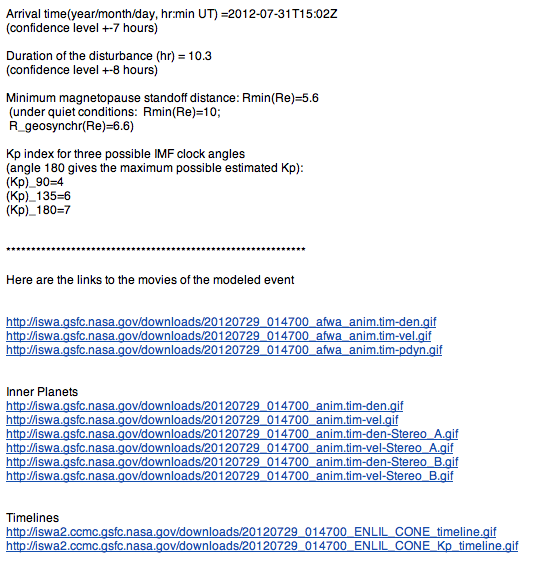 Arrival time(year/month/day, hr:min UT) =2012-07-31T15:02Z
(confidence level +-7 hours)
Duration of the disturbance (hr) = 10.3
(confidence level +-8 hours)
Minimum magnetopause standoff distance: Rmin(Re)=5.6
(under quiet conditions: Rmin(Re)=10;
R_geosynchr(Re)=6.6)
Kp index for three possible IMF clock angles
(angle 180 gives the maximum possible estimated Kp):
(Kp)_90=4
(Kp)_135=6
(Kp)_180=7
************************************************************
Here are the links to the movies of the modeled event
http://iswa.gsfc.nasa.gov/downloads/20120729_014700_afwa_anim.tim-den.gif
http://iswa.gsfc.nasa.gov/downloads/20120729_014700_afwa_anim.tim-vel.gif
http://iswa.gsfc.nasa.gov/downloads/20120729_014700_afwa_anim.tim-pdyn.gif
Inner Planets
http://iswa.gsfc.nasa.gov/downloads/20120729_014700_anim.tim-den.gif
http://iswa.gsfc.nasa.gov/downloads/20120729_014700_anim.tim-vel.gif
http://iswa.gsfc.nasa.gov/downloads/20120729_014700_anim.tim-den-Stereo_A.gif
http://iswa.gsfc.nasa.gov/downloads/20120729_014700_anim.tim-vel-Stereo_A.gif
http://iswa.gsfc.nasa.gov/downloads/20120729_014700_anim.tim-den-Stereo_B.gif
http://iswa.gsfc.nasa.gov/downloads/20120729_014700_anim.tim-vel-Stereo_B.gif
Timelines
http://iswa2.ccmc.gsfc.nasa.gov/downloads/20120729_014700_ENLIL_CONE_timeline.gif
http://iswa2.ccmc.gsfc.nasa.gov/downloads/20120729_014700_ENLIL_CONE_Kp_timeline.gif